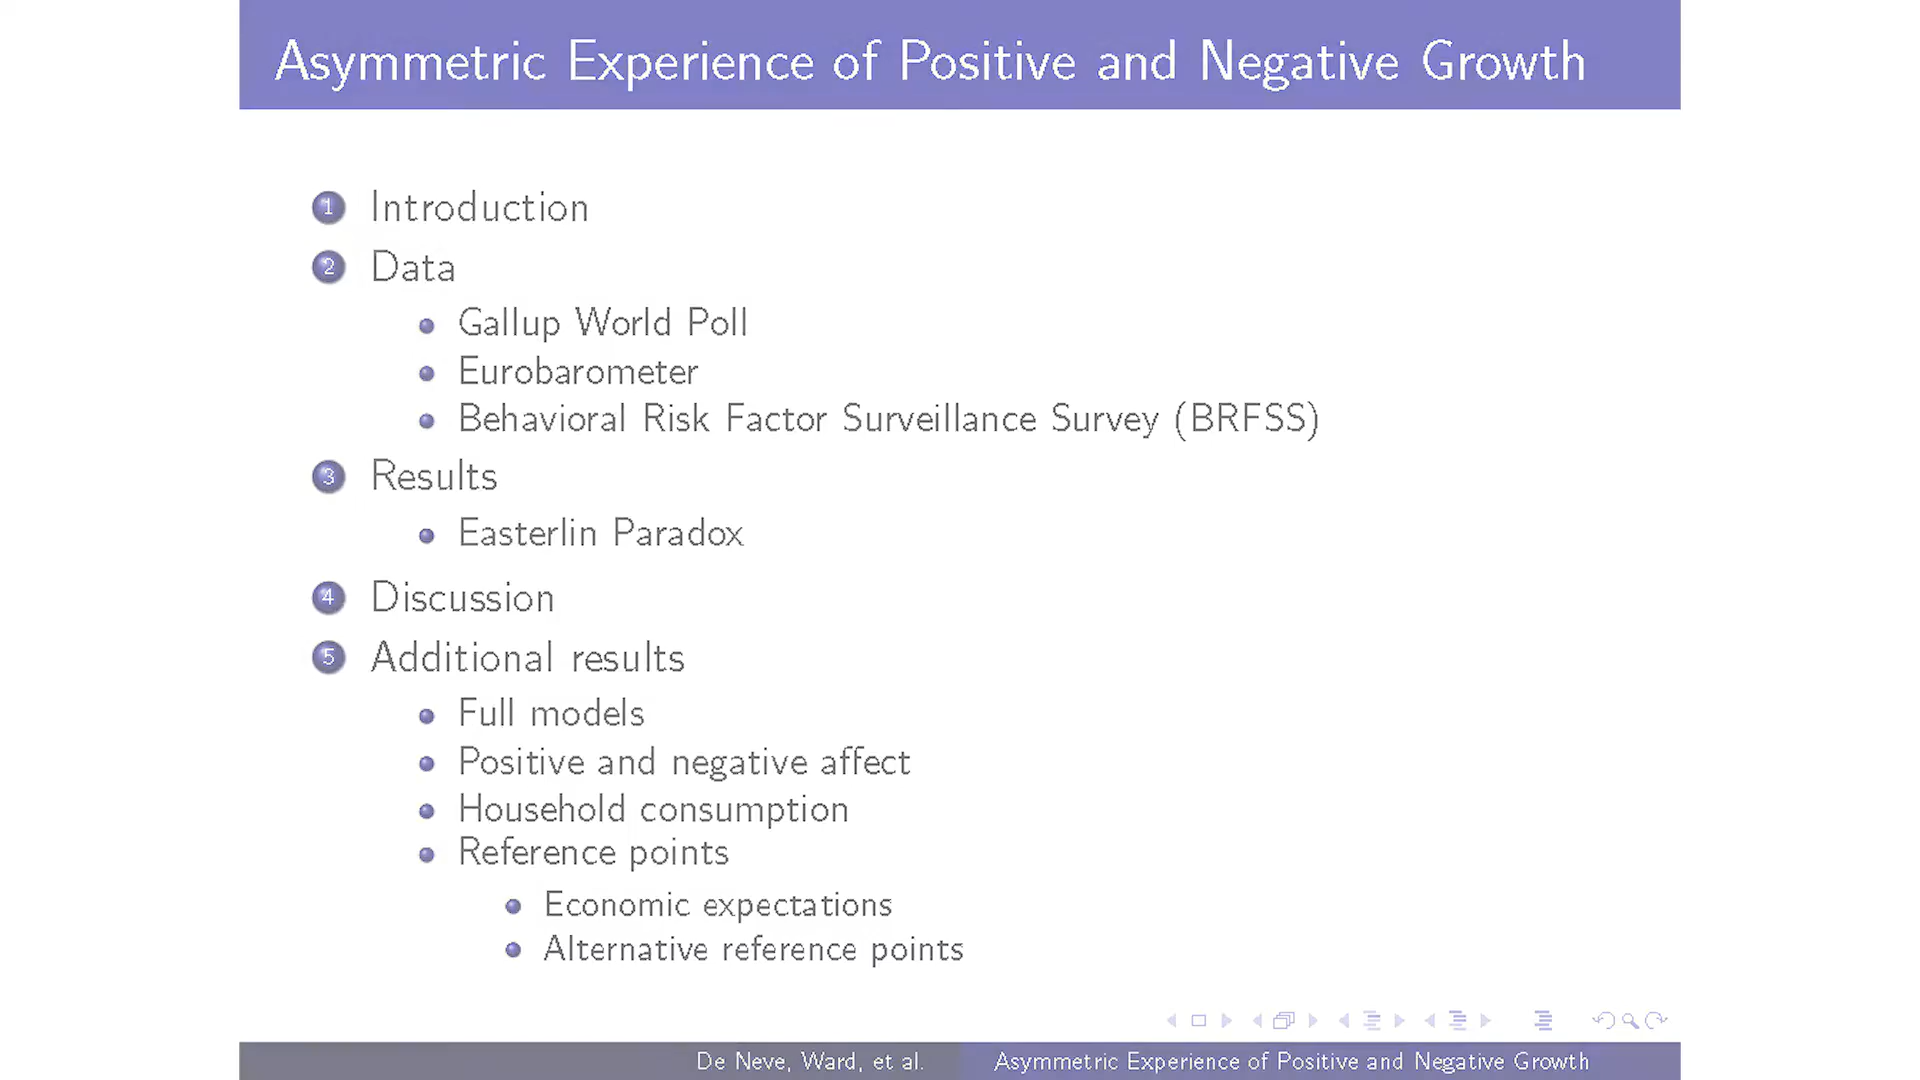 Asymmetric Experience of Positive and Negative Growth
1 Introduction
2 Data
Gallup World Poll
Eurobarometer
Behavioral Risk Factor Surveillance Survey (BRFSS)
3 Results
Easterlin Paradox
4 Discussion
5 Additional results
Full models
Positive and negative affect
Household consumption
Reference points
Economic expectations
Alternative reference points
De Neve, Ward, et al. Asymmetric Experience of Positive and Negative Growth